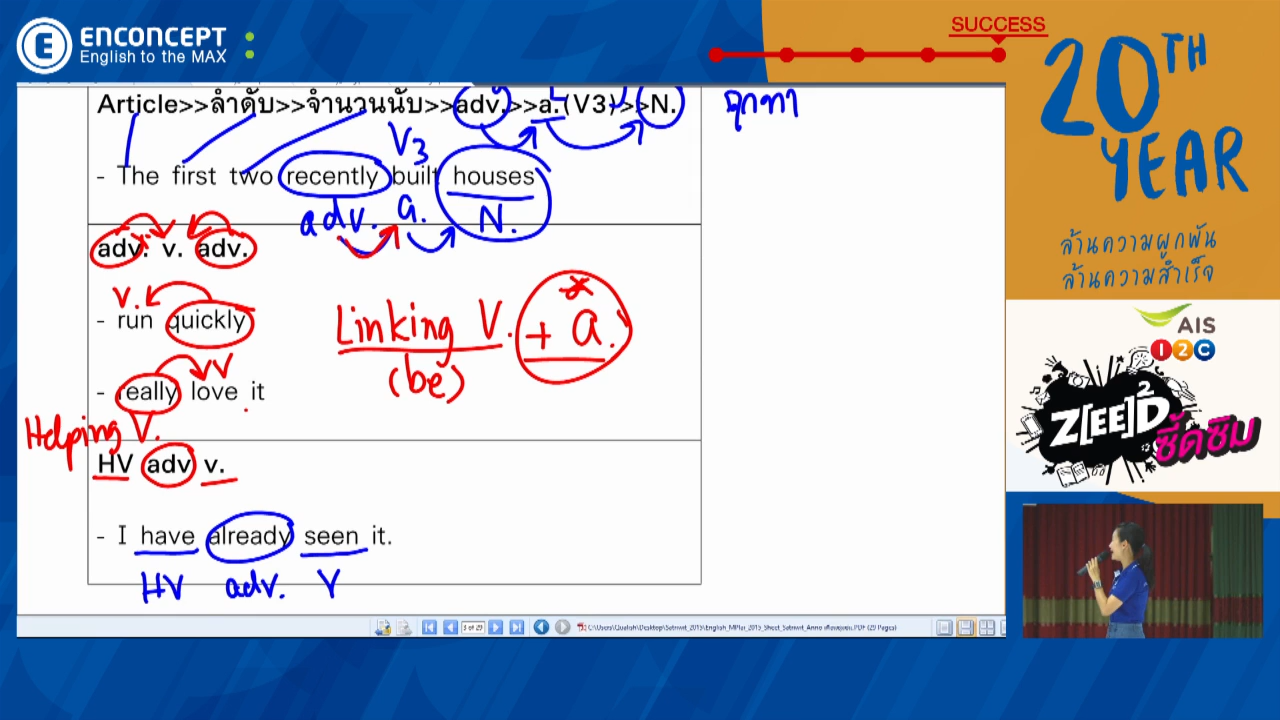 ENCONCEPT
English to the MAX
SUCCESS
20TH
YEAR
ล้านความผูกพัน
ล้านความสำเร็จ
AIS
I2C
Z[EE]D2
ซี้ดซิม
Article>>ลำดับ>>จำนวนนับ>>adv.>>a.(V3)>>N.
ถูกทำ
V3
- The first two recently built houses
adv. a. N.
adv. v. adv.
V.
- run quickly
Linking V. + a.
(be)
V
- really love it
Helping V.
HV adv v.
- I have already seen it.
HV adv. V